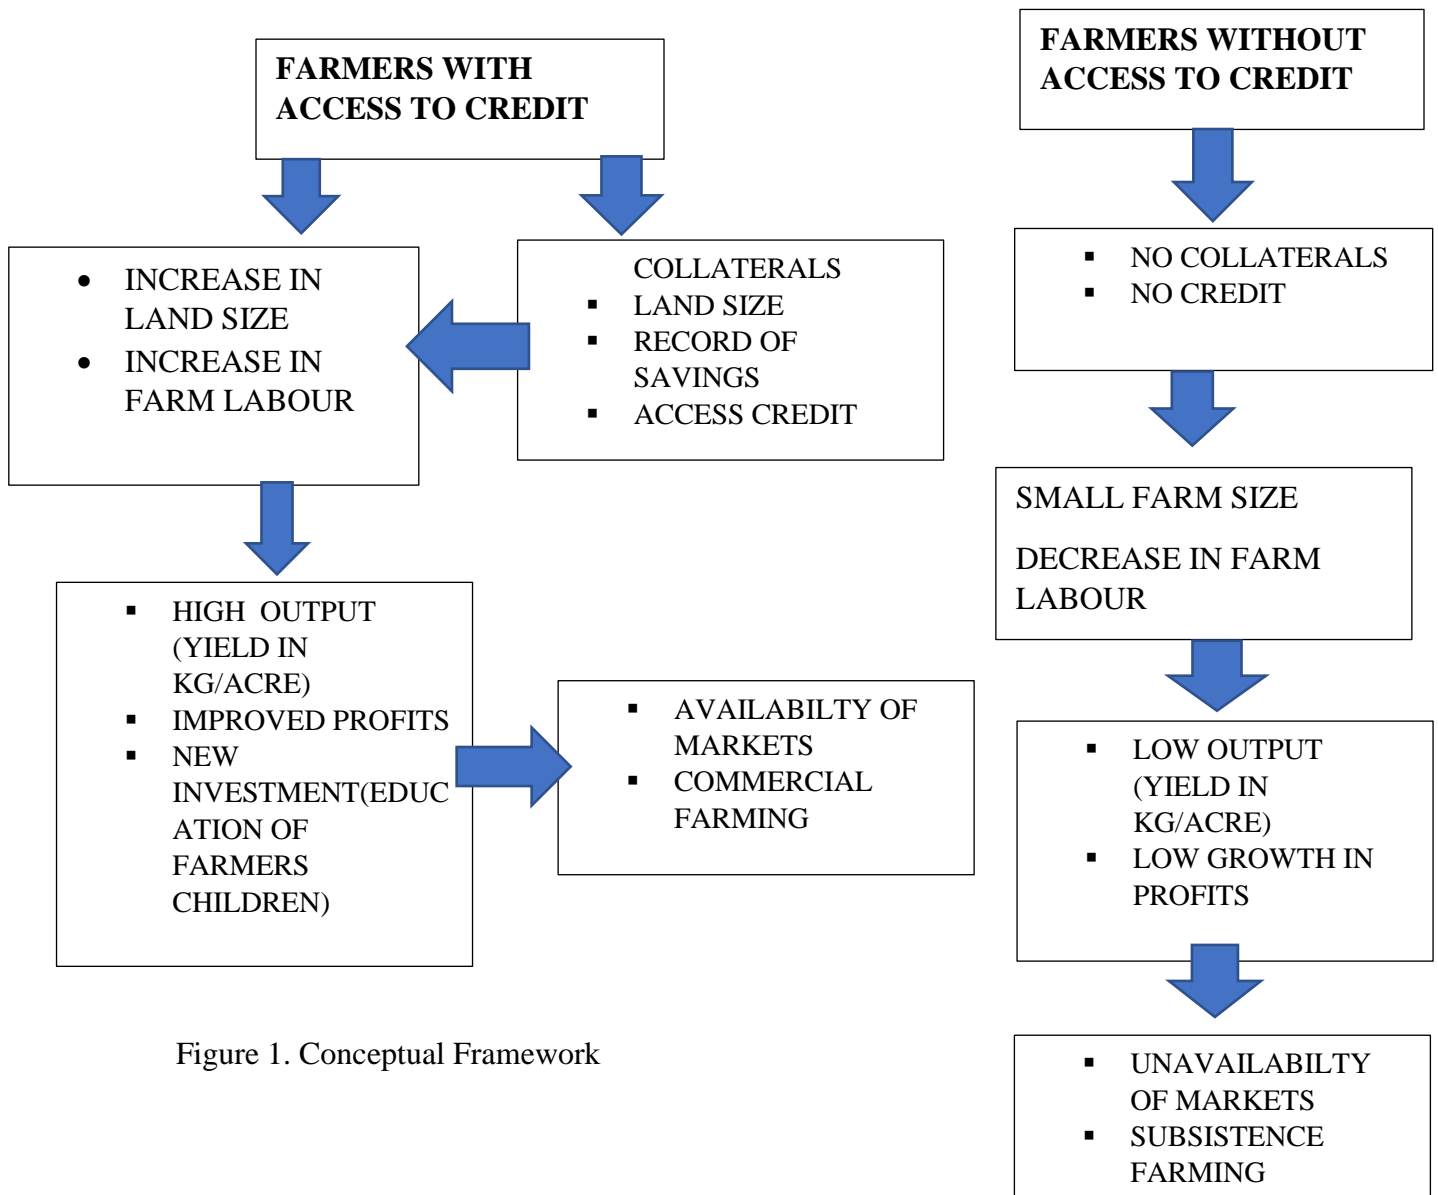 FARMERS WITH
ACCESS TO CREDIT
• INCREASE IN
LAND SIZE
• INCREASE IN
FARM LABOUR
COLLATERALS
▪ LAND SIZE
▪ RECORD OF
SAVINGS
▪ ACCESS CREDIT
▪ HIGH  OUTPUT
(YIELD IN
KG/ACRE)
▪ IMPROVED PROFITS
▪ NEW
INVESTMENT(EDUC
ATION OF
FARMERS
CHILDREN)
▪ AVAILABILTY OF
MARKETS
▪ COMMERCIAL
FARMING
FARMERS WITHOUT
ACCESS TO CREDIT
▪ NO COLLATERALS
▪ NO CREDIT
SMALL FARM SIZE
DECREASE IN FARM
LABOUR
▪ LOW OUTPUT
(YIELD IN
KG/ACRE)
▪ LOW GROWTH IN
PROFITS
▪ UNAVAILABILTY
OF MARKETS
▪ SUBSISTENCE
FARMING
Figure 1. Conceptual Framework